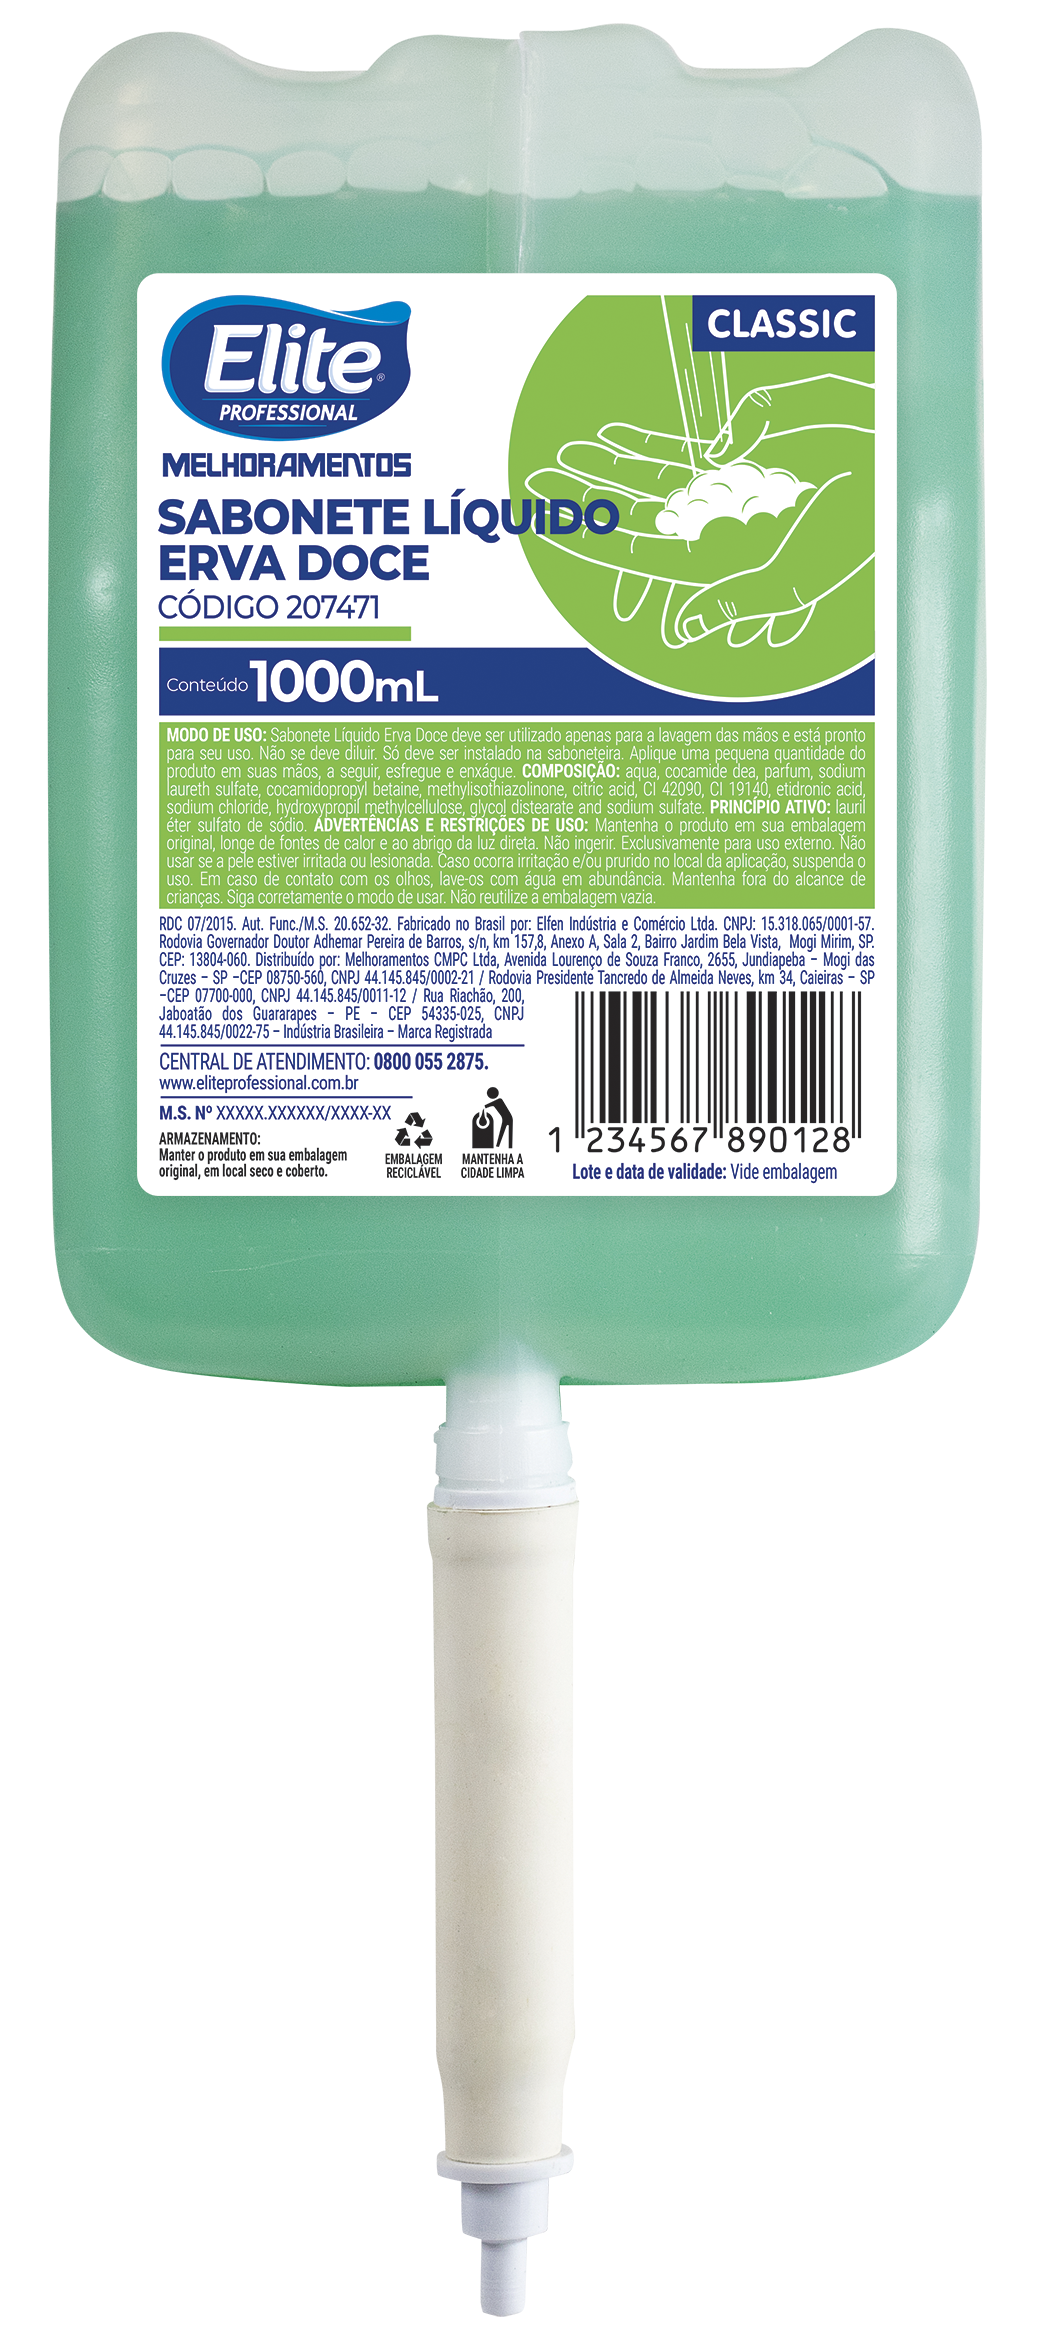 Elite®
PROFESSIONAL
MELHORAMENTOS
CLASSIC
SABONETE LÍQUIDO
ERVA DOCE
CÓDIGO 207471
Conteúdo 1000mL
MODO DE USO: Sabonete Líquido Erva Doce deve ser utilizado apenas para a lavagem das mãos e está pronto
para seu uso. Não se deve diluir. Só deve ser instalado na saboneteira. Aplique uma pequena quantidade do
produto em suas mãos, a seguir, esfregue e enxágue. COMPOSIÇÃO: aqua, cocamide dea, parfum, sodium
laureth sulfate, cocamidopropyl betaine, methylisothiazolinone, citric acid, CI 42090, CI 19140, etidronic acid,
sodium chloride, hydroxypropil methylcellulose, glycol distearate and sodium sulfate. PRINCÍPIO ATIVO: lauril
éter sulfato de sódio. ADVERTÊNCIAS E RESTRIÇÕES DE USO: Mantenha o produto em sua embalagem
original, longe de fontes de calor e ao abrigo da luz direta. Não ingerir. Exclusivamente para uso externo. Não
usar se a pele estiver irritada ou lesionada. Caso ocorra irritação e/ou prurido no local da aplicação, suspenda o
uso. Em caso de contato com os olhos, lave-os com água em abundância. Mantenha fora do alcance de
crianças. Siga corretamente o modo de usar. Não reutilize a embalagem vazia.
RDC 07/2015. Aut. Func./M.S. 20.652-32. Fabricado no Brasil por: Elfen Indústria e Comércio Ltda. CNPJ: 15.318.065/0001-57.
Rodovia Governador Doutor Adhemar Pereira de Barros, s/n, km 157,8, Anexo A, Sala 2, Bairro Jardim Bela Vista, Mogi Mirim, SP.
CEP: 13804-060. Distribuído por: Melhoramentos CMPC Ltda, Avenida Lourenço de Souza Franco, 2655, Jundiapeba – Mogi das
Cruzes – SP –CEP 08750-560, CNPJ 44.145.845/0002-21 / Rodovia Presidente Tancredo de Almeida Neves, km 34, Caieiras – SP
–CEP 07700-000, CNPJ 44.145.845/0011-12 / Rua Riachão, 200,
Jaboatão dos Guararapes – PE – CEP 54335-025, CNPJ
44.145.845/0022-75 – Indústria Brasileira – Marca Registrada
CENTRAL DE ATENDIMENTO: 0800 055 2875.
www.eliteprofessional.com.br
M.S. Nº XXXXX.XXXXXX/XXXX-XX
ARMAZENAMENTO:
Manter o produto em sua embalagem
original, em local seco e coberto.
EMBALAGEM
RECICLÁVEL
MANTENHA A
CIDADE LIMPA
1 234567 890128
Lote e data de validade: Vide embalagem